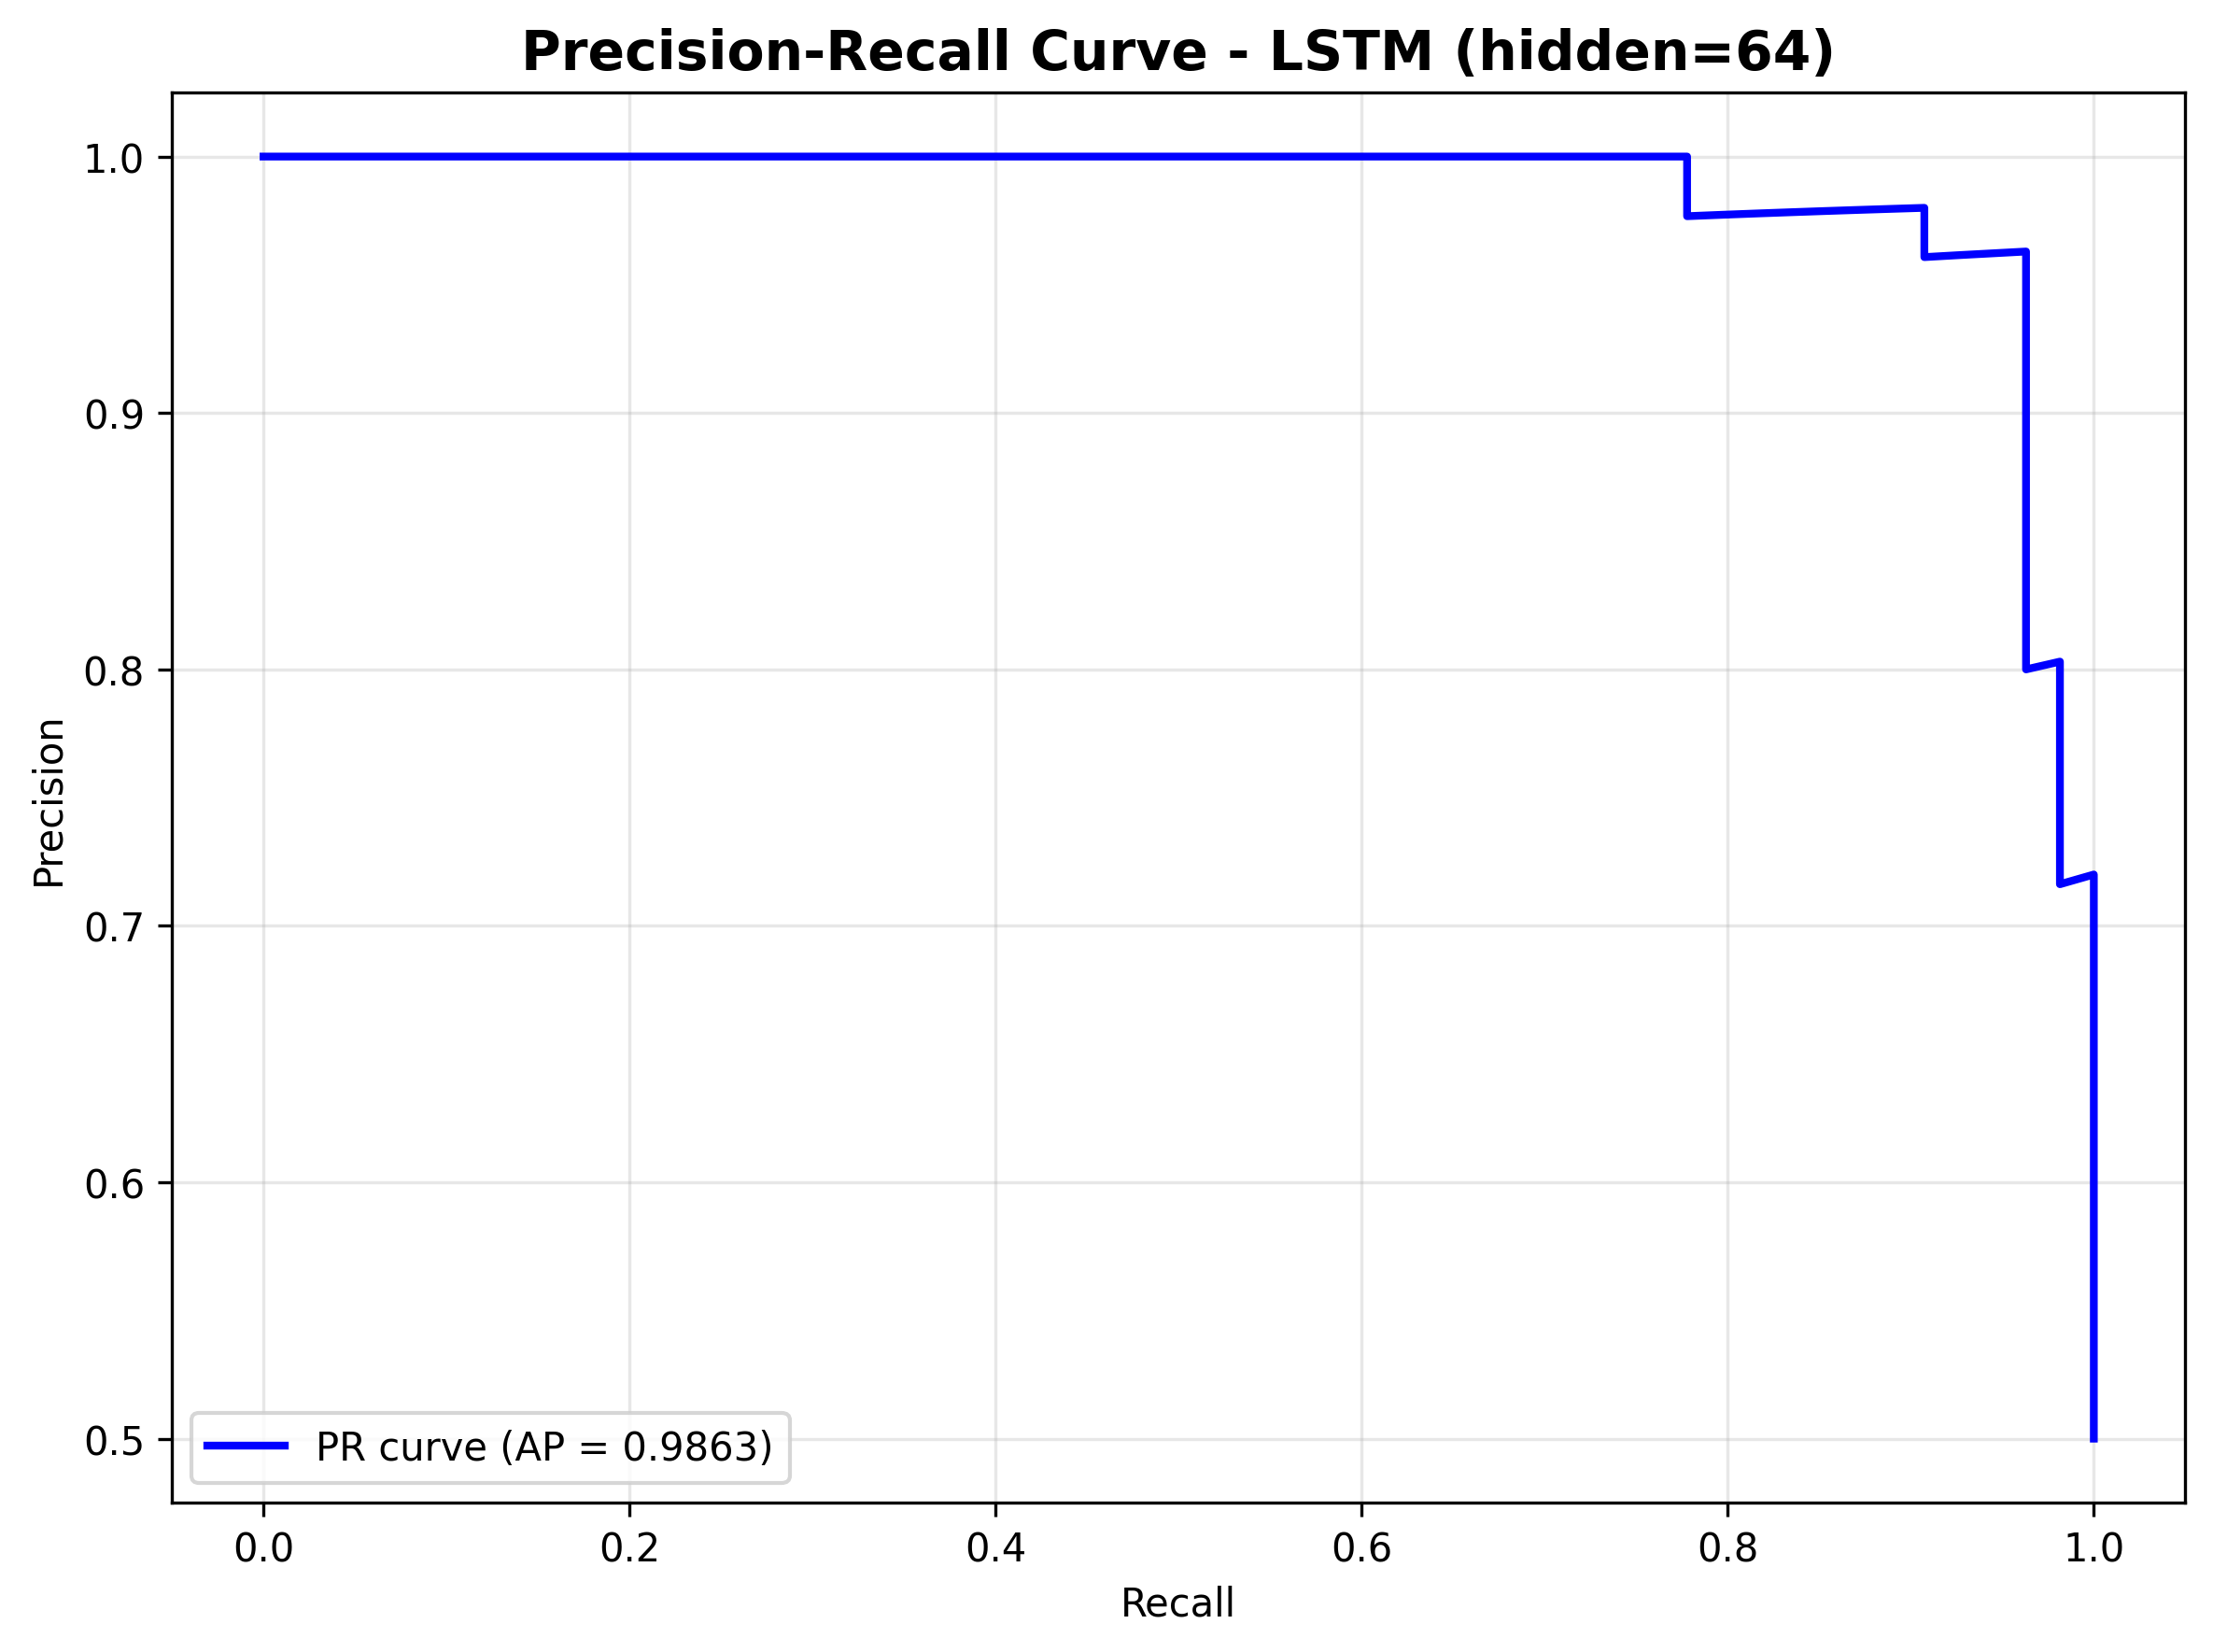 Precision-Recall Curve - LSTM (hidden=64)
Precision
1.0
0.9
0.8
0.7
0.6
0.5
PR curve (AP = 0.9863)
0.0 0.2 0.4 0.6 0.8 1.0
Recall